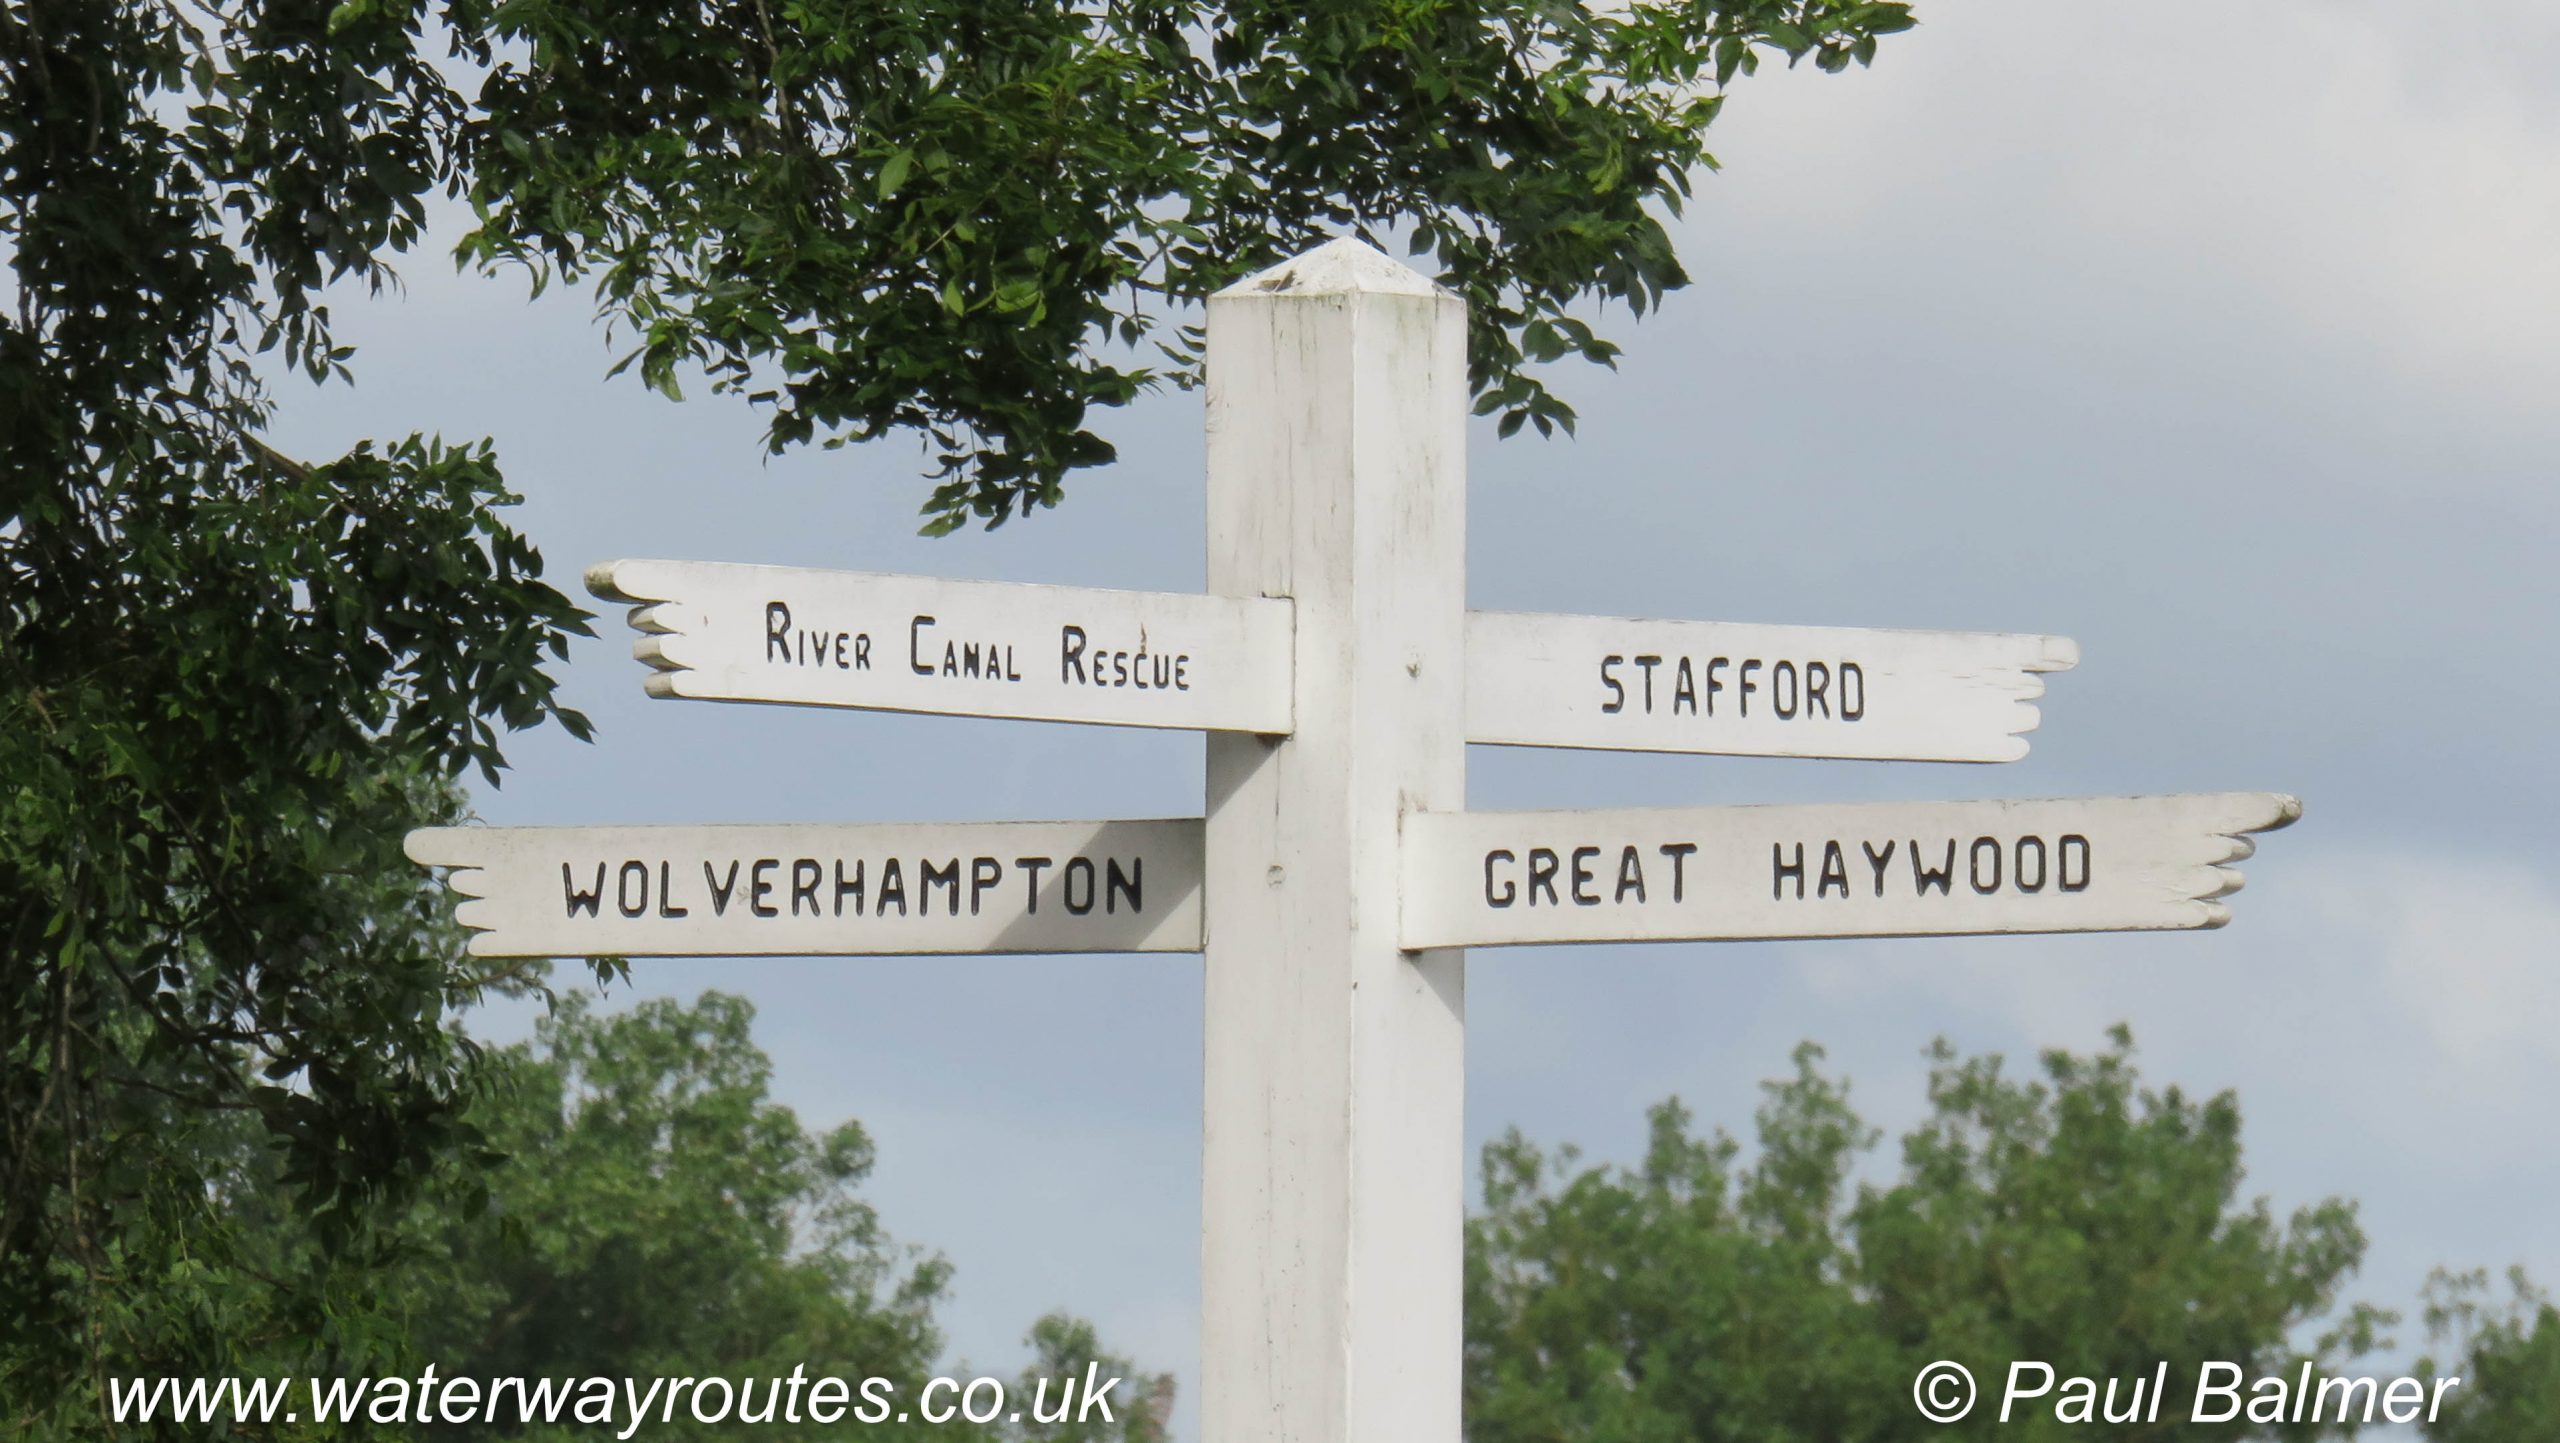 River Canal Rescue
STAFFORD
WOLVERHAMPTON
GREAT HAYWOOD
www.waterwayroutes.co.uk
© Paul Balmer